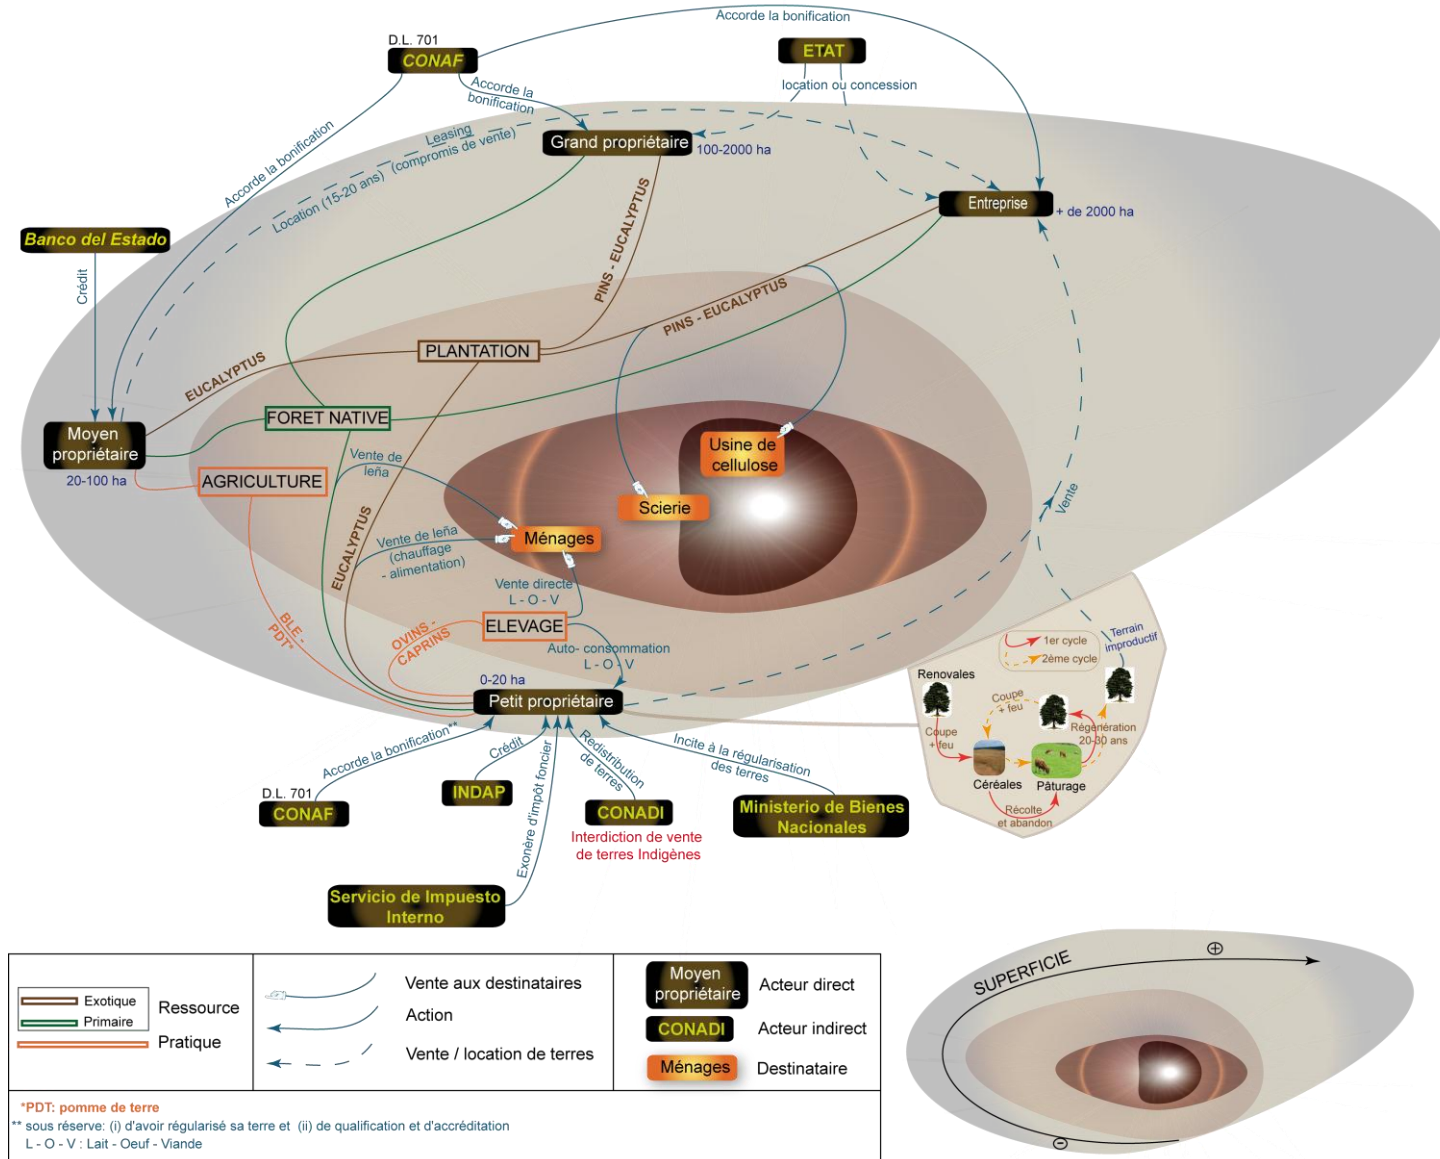 Accorde la bonification
D.L. 701
CONAF
ETAT
Accorde la
bonification
location ou concession
Leasing
(compromis de vente)
Location (15-20 ans)
Accorde la bonification
Grand propriétaire
100-2000 ha
Entreprise
+ de 2000 ha
Banco del Estado
Crédit
PINS - EUCALYPTUS
PINS - EUCALYPTUS
PLANTATION
EUCALYPTUS
FORET NATIVE
Moyen
propriétaire
20-100 ha
AGRICULTURE
Vente de
leña
Usine de
cellulose
Scierie
Ménages
EUCALYPTUS
Vente de leña
(chauffage
- alimentation)
Vente
Vente directe
L - O - V
BLE -
PDT*
OVINS -
CAPRINS
ELEVAGE
Auto- consommation
L - O - V
0-20 ha
Petit propriétaire
1er cycle
2ème cycle
Terrain
improductif
Renovales
Coupe
+ feu
Coupe
+ feu
Régénération
20-30 ans
Céréales
Pâturage
Récolte
et abandon
Accorde la bonification**
Crédit
Exonère d'impôt foncier
Redistribution
de terres
Incite à la régularisation
des terres
D.L. 701
CONAF
INDAP
CONADI
Interdiction de vente
de terres Indigènes
Ministerio de Bienes
Nacionales
Servicio de Impuesto
Interno
Exotique
Primaire
Ressource
Pratique
Vente aux destinataires
Action
Vente / location de terres
Moyen
propriétaire
Acteur direct
CONADI
Acteur indirect
Ménages
Destinataire
*PDT: pomme de terre
** sous réserve: (i) d'avoir régularisé sa terre et (ii) de qualification et d'accréditation
L - O - V : Lait - Oeuf - Viande
SUPERFICIE
+
-